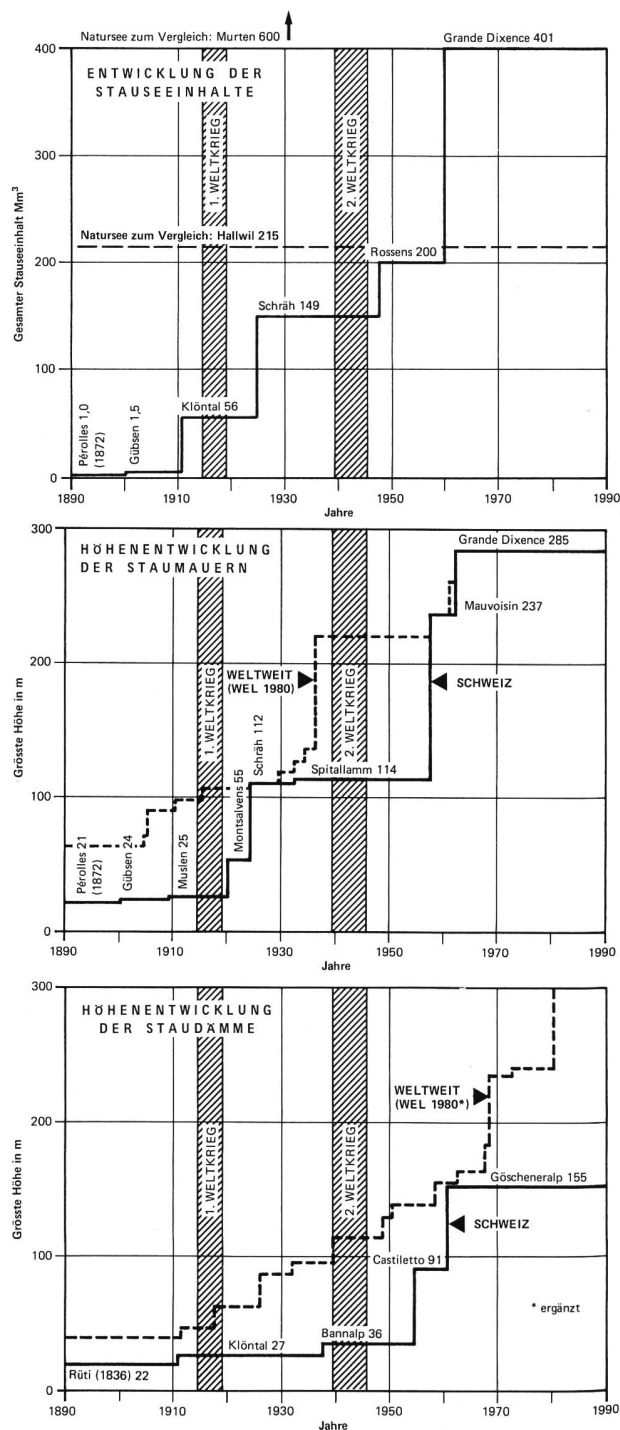 Natursee zum Vergleich: Murten 600
Grande Dixence 401
ENTWICKLUNG DER
STAUSEEINHALTE
1. WELTKRIEG
2. WELTKRIEG
Natursee zum Vergleich: Hallwil 215
Rossens 200
Schräh 149
Klöntal 56
Pérolles 1,0
(1872)
Gübsen 1,5
Gesamter Stauseeinhalt Mm³
400
300
200
100
0
1890
1910
1930
1950
1970
1990
Jahre
HÖHENENTWICKLUNG
DER STAUMAUERN
Grande Dixence 285
Mauvoisin 237
WELTWEIT
(WEL 1980)
SCHWEIZ
1. WELTKRIEG
2. WELTKRIEG
Schräh 112
Spitallamm 114
Montsalvens 55
Pérolles 21
(1872)
Gübsen 24
Muslen 25
Grösste Höhe in m
300
200
100
0
1890
1910
1930
1950
1970
1990
Jahre
HÖHENENTWICKLUNG
DER STAUDÄMME
WELTWEIT
(WEL 1980*)
1. WELTKRIEG
2. WELTKRIEG
Göscheneralp 155
SCHWEIZ
Castiletto 91
* ergänzt
Bannalp 36
Klöntal 27
Rüti (1836) 22
Grösste Höhe in m
300
200
100
0
1890
1910
1930
1950
1970
1990
Jahre